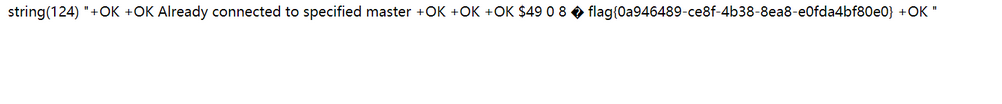 string(124) "+OK +OK Already connected to specified master +OK +OK +OK $49 0 8 � flag{0a946489-ce8f-4b38-8ea8-e0fda4bf80e0} +OK "